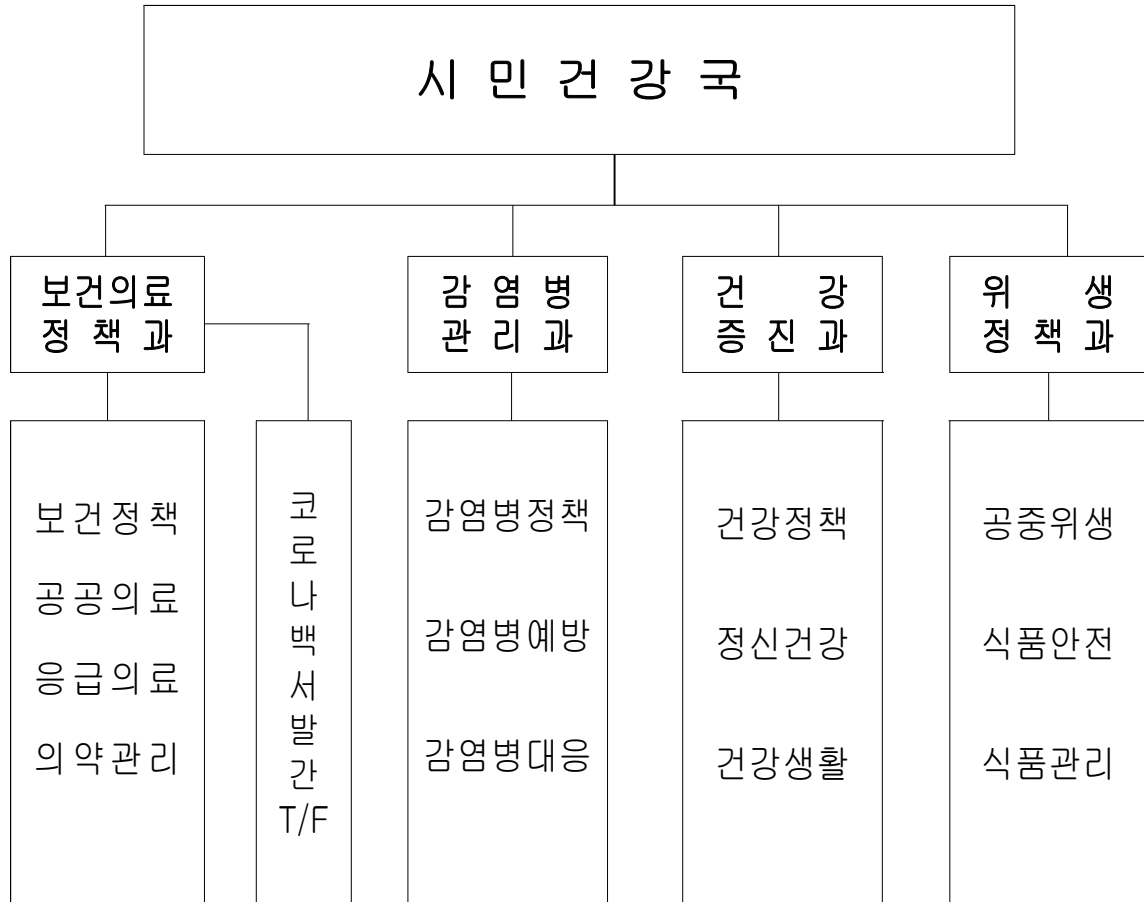 시민건강국
보건의료
정책과
감염병
관리과
건강
증진과
위생
정책과
보건정책
공공의료
응급의료
의약관리
코
로
나
백
서
발
간
T/F
감염병정책
감염병예방
감염병대응
건강정책
정신건강
건강생활
공중위생
식품안전
식품관리